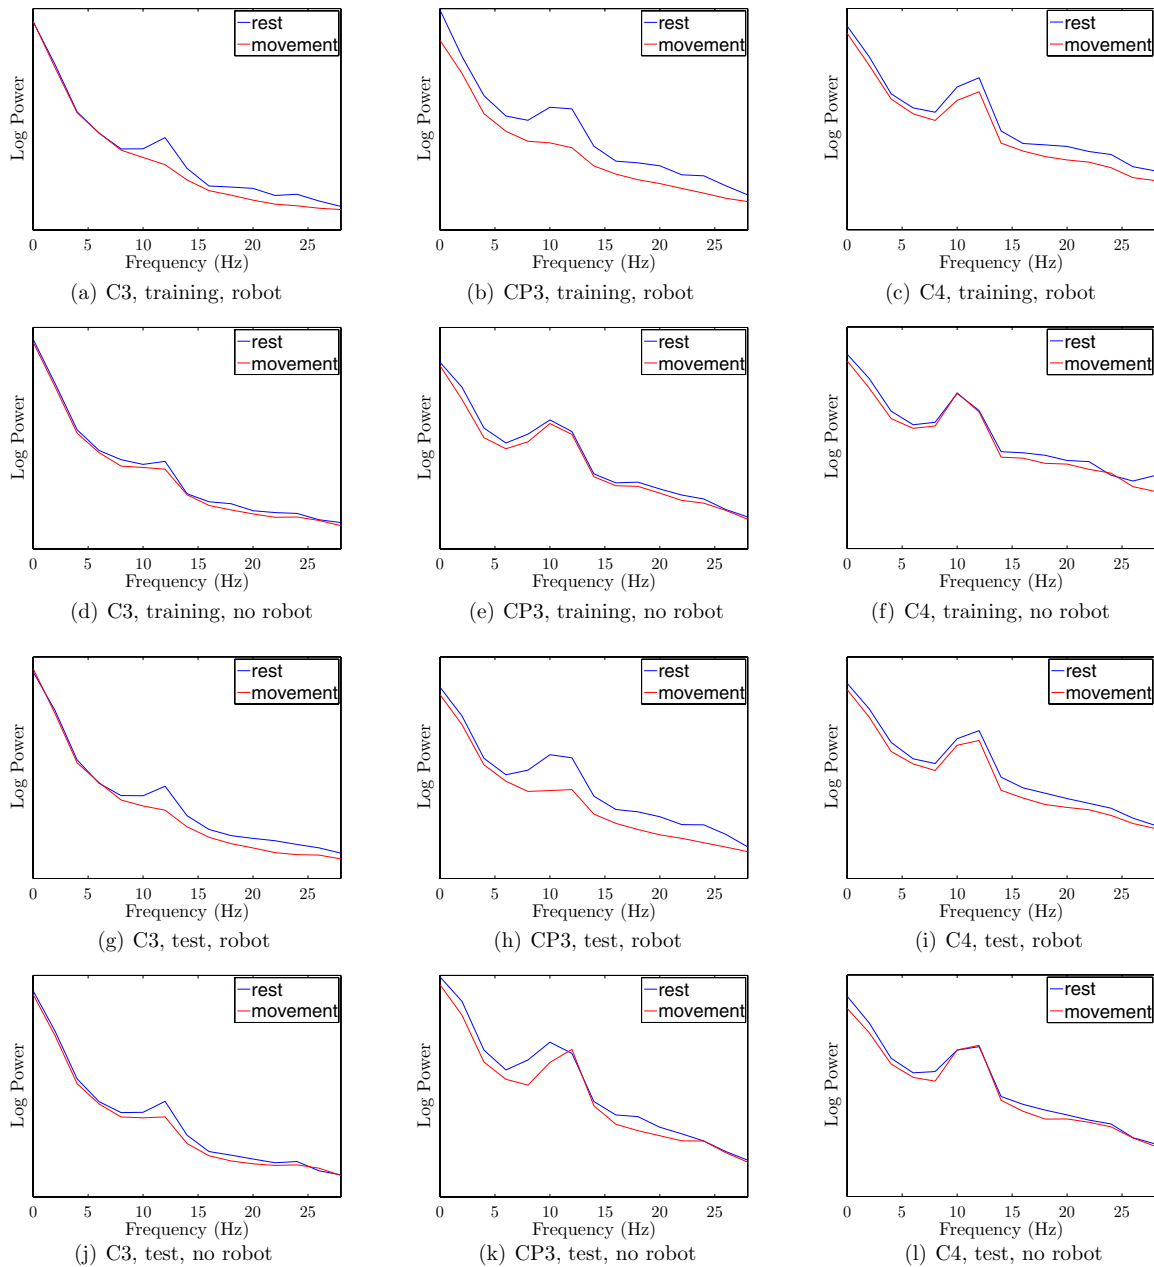 rest
movement
Log Power
0 5 10 15 20 25
Frequency (Hz)
(a) C3, training, robot
rest
movement
Log Power
0 5 10 15 20 25
Frequency (Hz)
(b) CP3, training, robot
rest
movement
Log Power
0 5 10 15 20 25
Frequency (Hz)
(c) C4, training, robot
rest
movement
Log Power
0 5 10 15 20 25
Frequency (Hz)
(d) C3, training, no robot
rest
movement
Log Power
0 5 10 15 20 25
Frequency (Hz)
(e) CP3, training, no robot
rest
movement
Log Power
0 5 10 15 20 25
Frequency (Hz)
(f) C4, training, no robot
rest
movement
Log Power
0 5 10 15 20 25
Frequency (Hz)
(g) C3, test, robot
rest
movement
Log Power
0 5 10 15 20 25
Frequency (Hz)
(h) CP3, test, robot
rest
movement
Log Power
0 5 10 15 20 25
Frequency (Hz)
(i) C4, test, robot
rest
movement
Log Power
0 5 10 15 20 25
Frequency (Hz)
(j) C3, test, no robot
rest
movement
Log Power
0 5 10 15 20 25
Frequency (Hz)
(k) CP3, test, no robot
rest
movement
Log Power
0 5 10 15 20 25
Frequency (Hz)
(l) C4, test, no robot